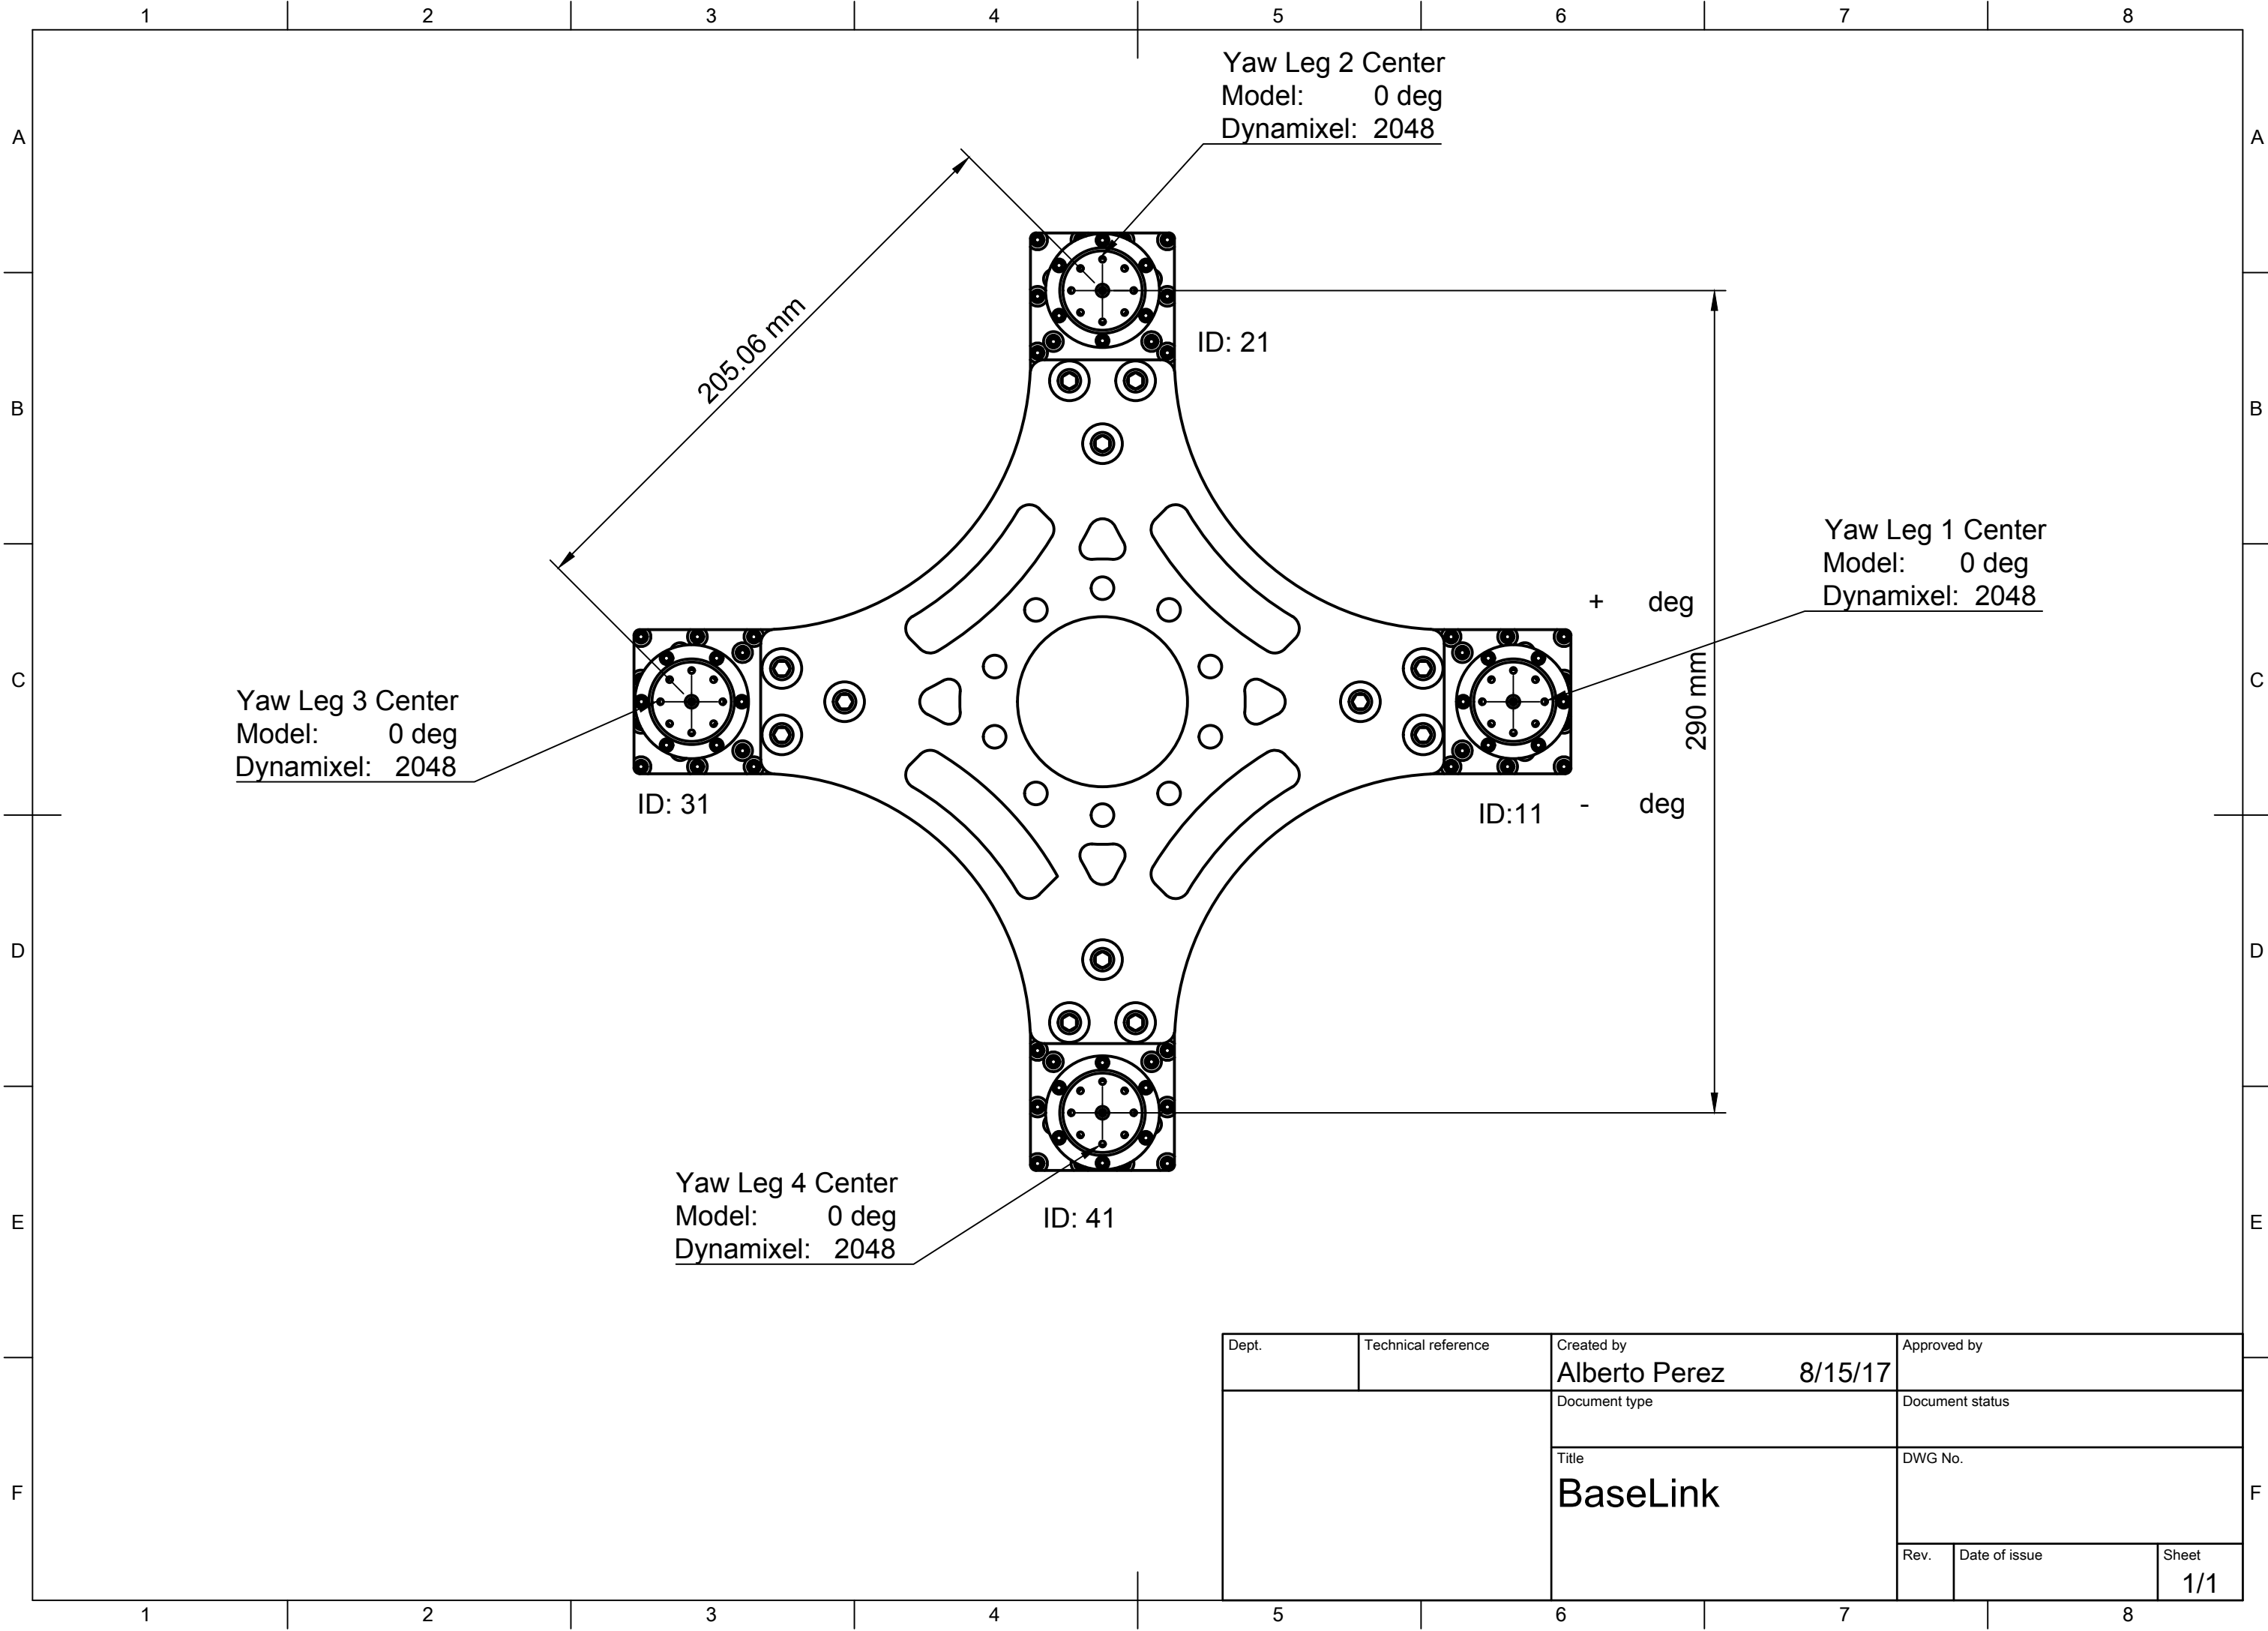 1 2 3 4 5 6 7 8
A A
B B
C C
D D
E E
F F
Yaw Leg 2 Center
Model: 0 deg
Dynamixel: 2048
205.06 mm
ID: 21
Yaw Leg 1 Center
Model: 0 deg
Dynamixel: 2048
+ deg
290 mm
Yaw Leg 3 Center
Model: 0 deg
Dynamixel: 2048
ID: 31
ID:11
- deg
Yaw Leg 4 Center
Model: 0 deg
Dynamixel: 2048
ID: 41
Dept.
Technical reference
Created by
Alberto Perez 8/15/17
Approved by
Document type
Document status
Title
BaseLink
DWG No.
Rev.
Date of issue
Sheet
1/1
1 2 3 4 5 6 7 8